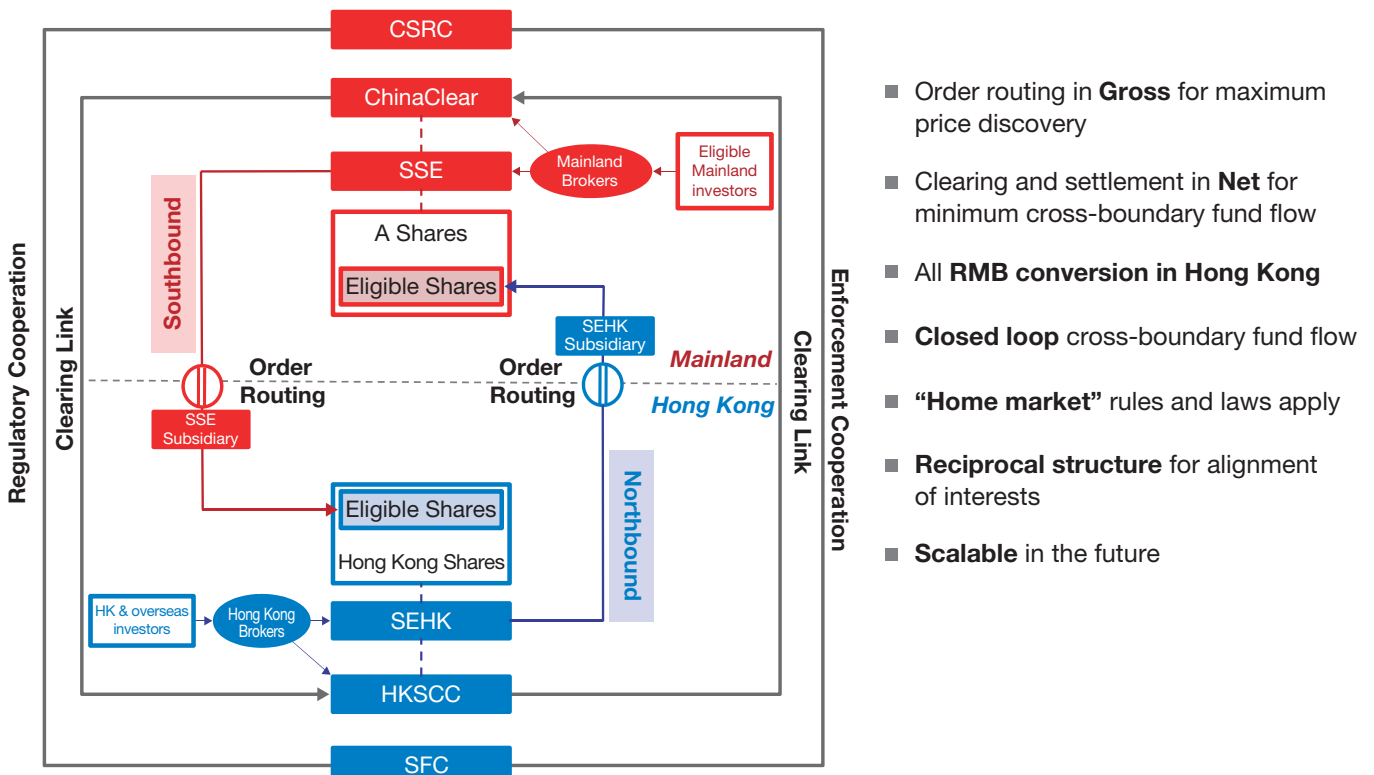 CSRC
ChinaClear
SSE
Mainland
Brokers
Eligible
Mainland
investors
A Shares
Eligible Shares
Southbound
SEHK
Subsidiary
Regulatory Cooperation
Clearing Link
Order
Routing
Order
Routing
Mainland
Hong Kong
Clearing Link
Enforcement Cooperation
SSE
Subsidiary
Northbound
Eligible Shares
Hong Kong Shares
HK & overseas
investors
Hong Kong
Brokers
SEHK
HKSCC
SFC
■ Order routing in Gross for maximum
price discovery
■ Clearing and settlement in Net for
minimum cross-boundary fund flow
■ All RMB conversion in Hong Kong
■ Closed loop cross-boundary fund flow
■ “Home market” rules and laws apply
■ Reciprocal structure for alignment
of interests
■ Scalable in the future